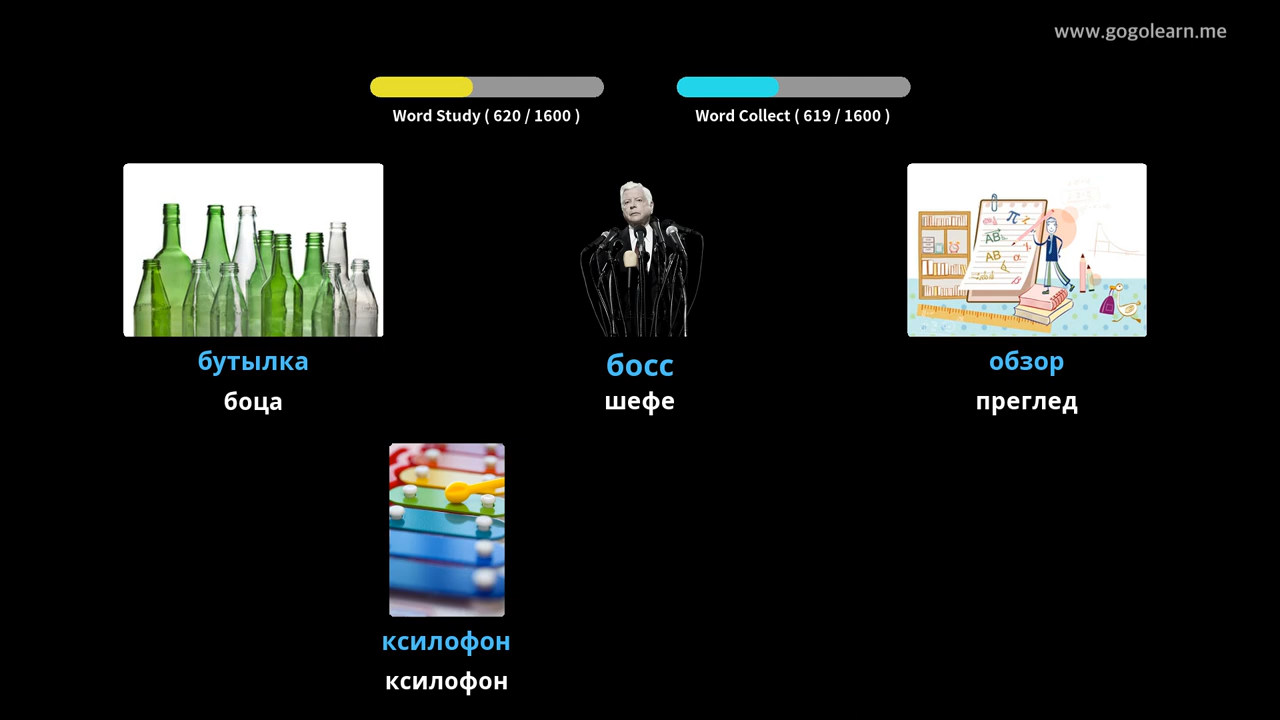 www.gogolearn.me
Word Study ( 620 / 1600 )
Word Collect ( 619 / 1600 )
бутылка
боца
босс
шефе
обзор
преглед
ксилофон
ксилофон